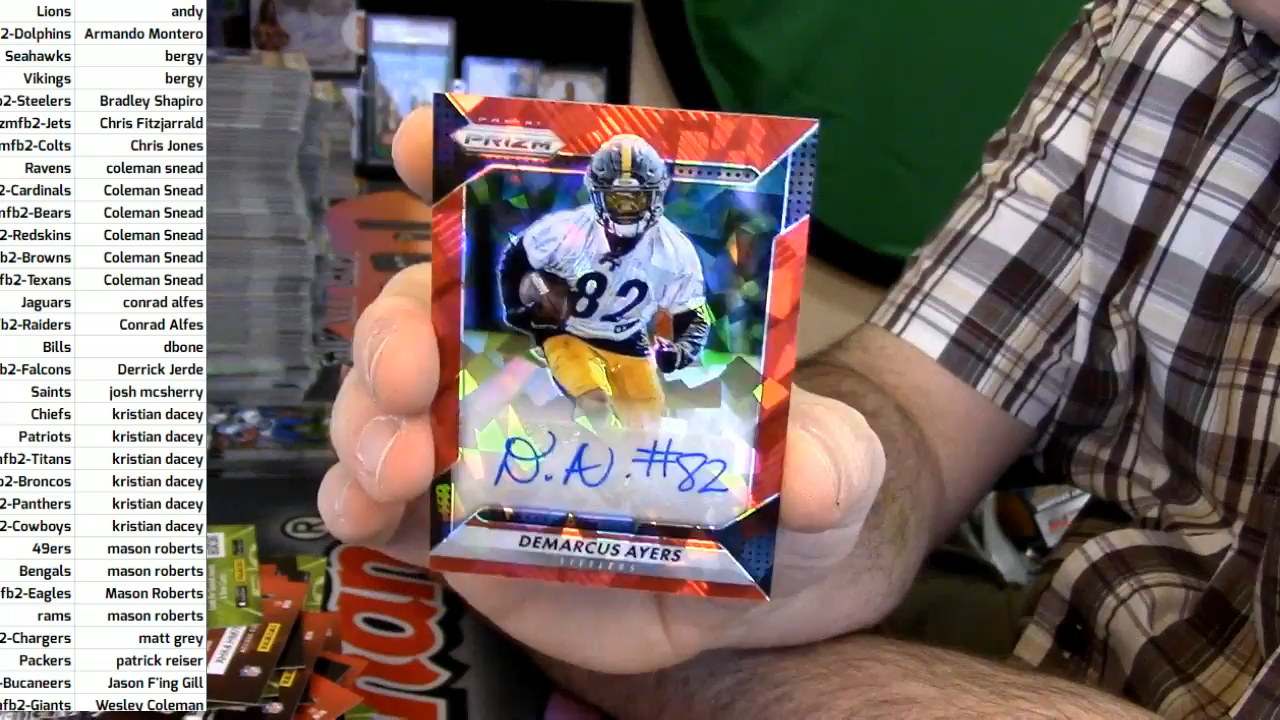 Lions andy
b2-Dolphins Armando Montero
Seahawks bergy
Vikings bergy
b2-Steelers Bradley Shapiro
zmfb2-Jets Chris Fitzjarrald
mfb2-Colts Chris Jones
Ravens coleman snead
2-Cardinals Coleman Snead
nfb2-Bears Coleman Snead
2-Redskins Coleman Snead
b2-Browns Coleman Snead
fb2-Texans Coleman Snead
Jaguars conrad alfes
b2-Raiders Conrad Alfes
Bills dbone
b2-Falcons Derrick Jerde
Saints josh mcsherry
Chiefs kristian dacey
Patriots kristian dacey
nfb2-Titans kristian dacey
b2-Broncos kristian dacey
2-Panthers kristian dacey
2-Cowboys kristian dacey
49ers mason roberts
Bengals mason roberts
fb2-Eagles Mason Roberts
rams mason roberts
2-Chargers matt grey
Packers patrick reiser
-Bucaneers Jason F'ing Gill
nfb2-Giants Wesley Coleman
PANINI
PRIZM
82
D.A. #82
DEMARCUS AYERS
STEELERS
PANINI